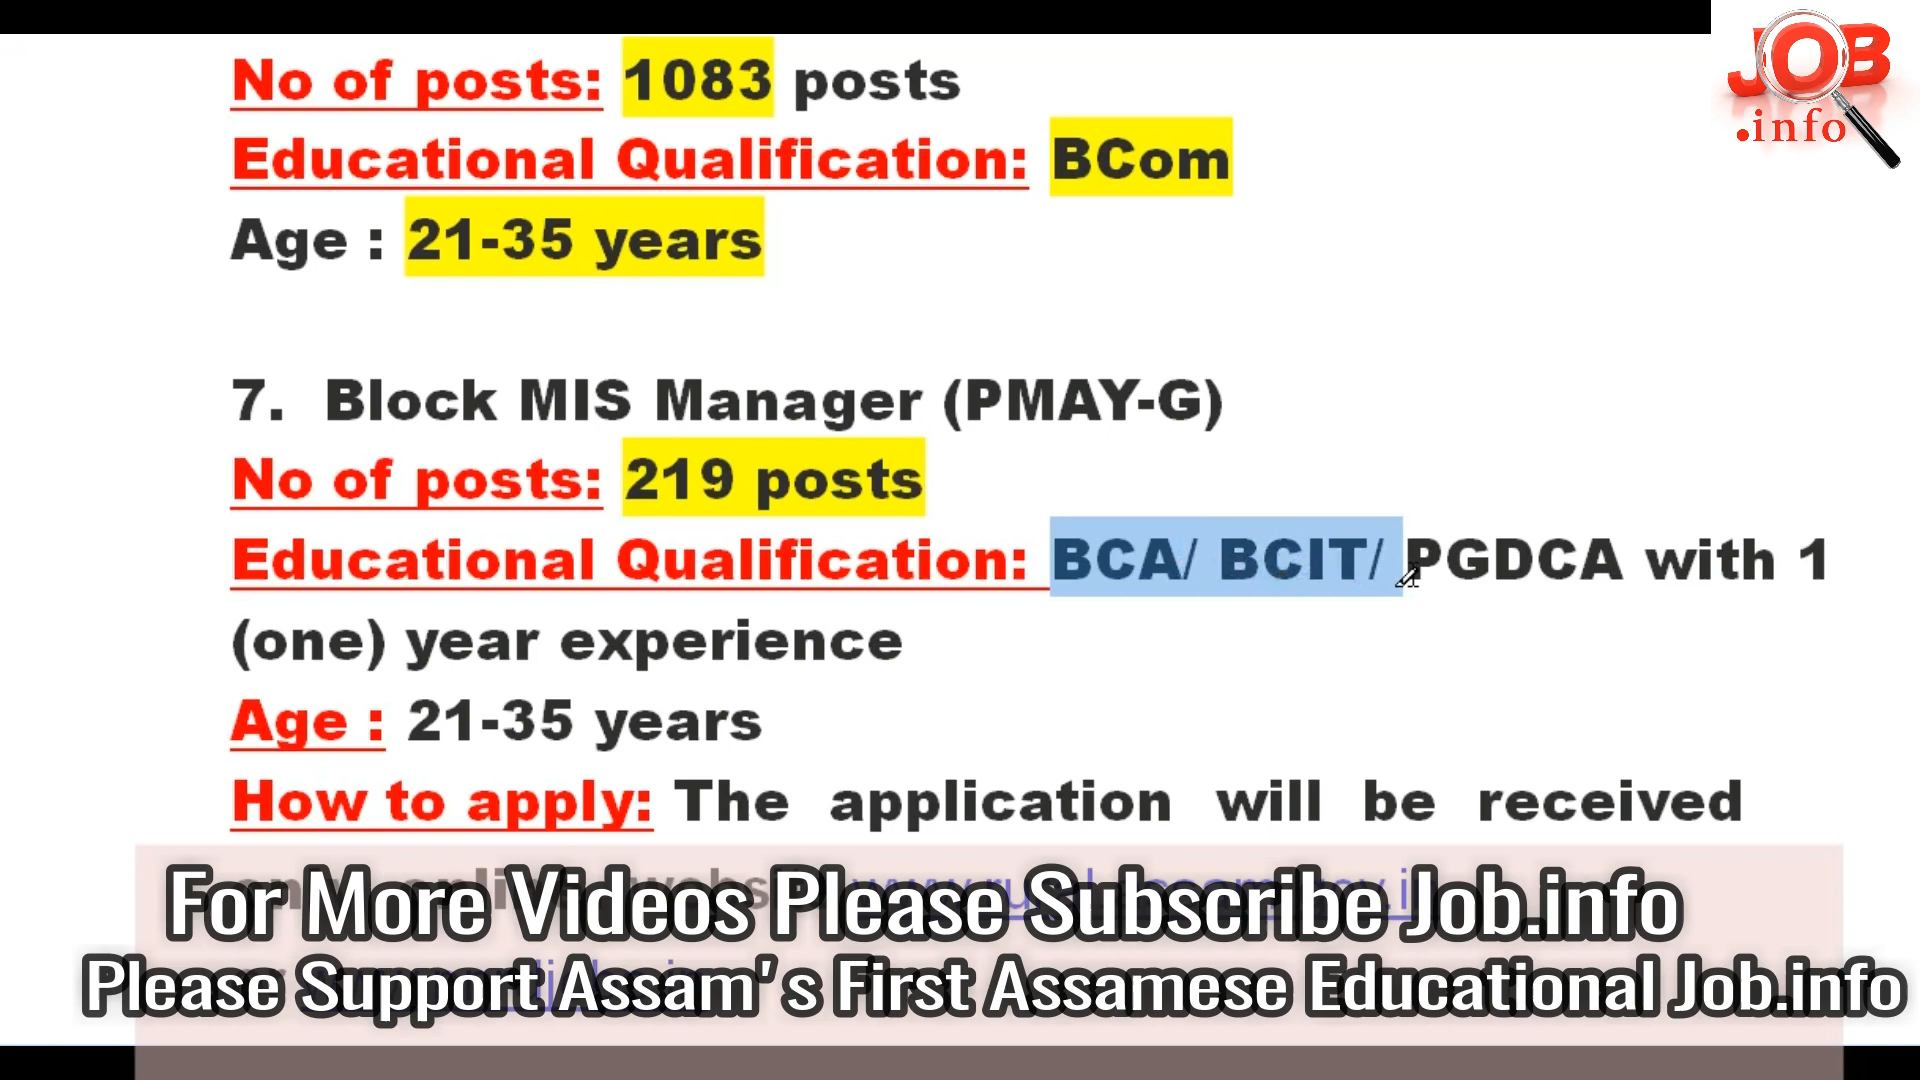 JOB
.info
No of posts: 1083 posts
Educational Qualification: BCom
Age : 21-35 years
7. Block MIS Manager (PMAY-G)
No of posts: 219 posts
Educational Qualification: BCA/ BCIT/ PGDCA with 1
(one) year experience
Age : 21-35 years
How to apply: The application will be received
For More Videos Please Subscribe Job.info
Please Support Assam's First Assamese Educational Job.info